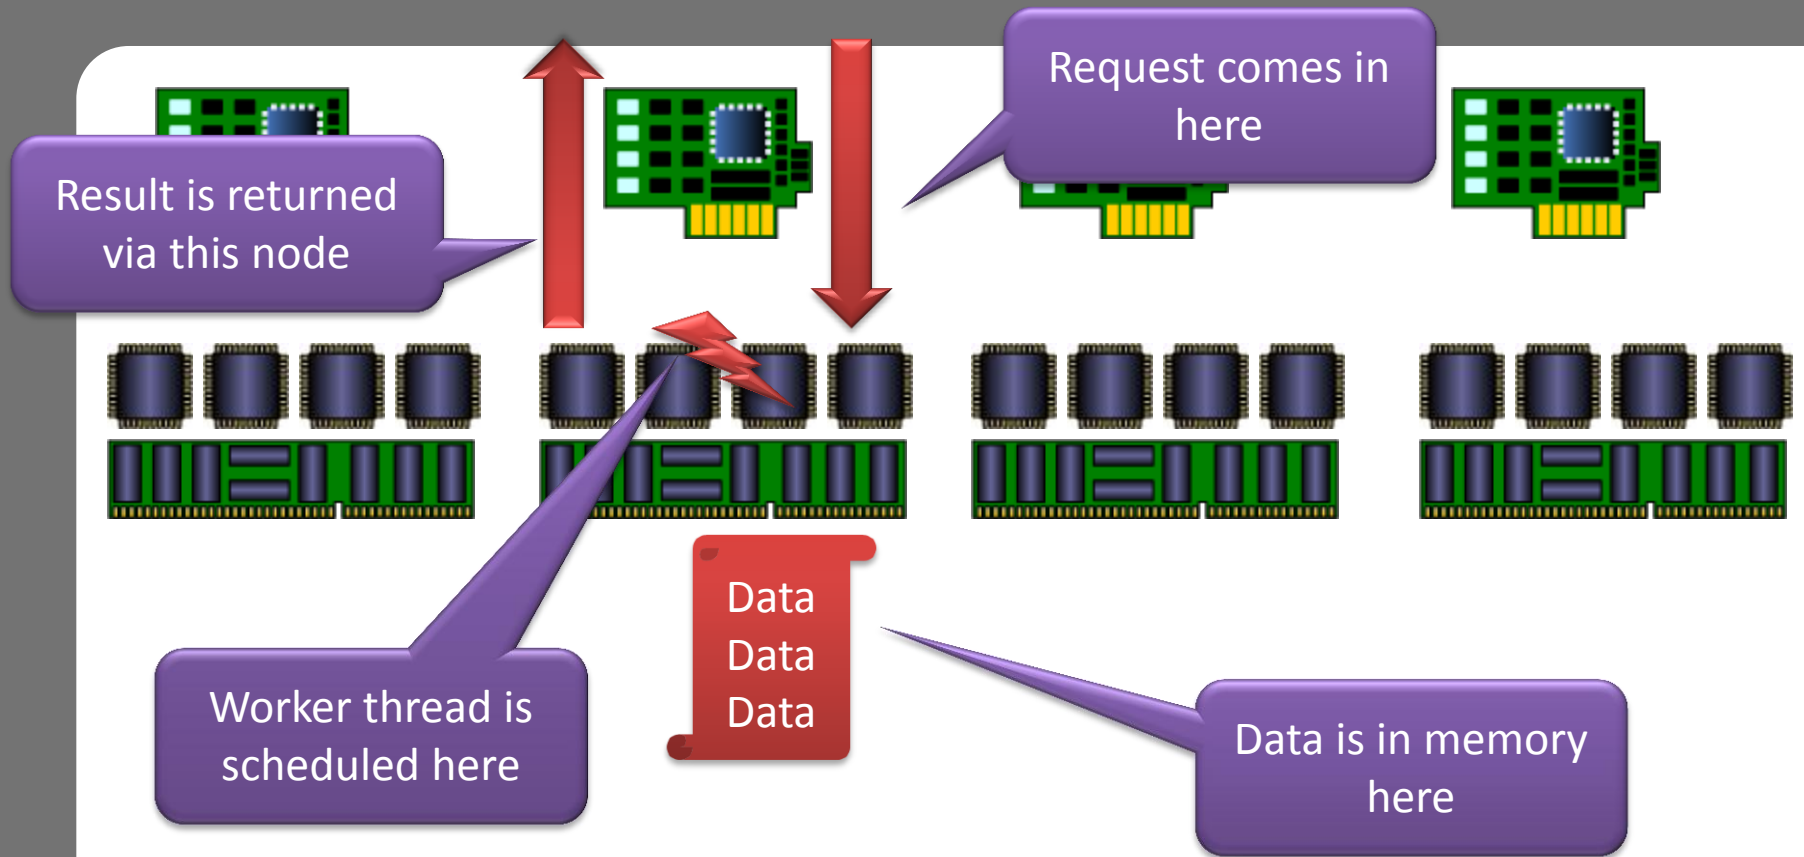 Request comes in
here
Result is returned
via this node
Data
Data
Data
Worker thread is
scheduled here
Data is in memory
here